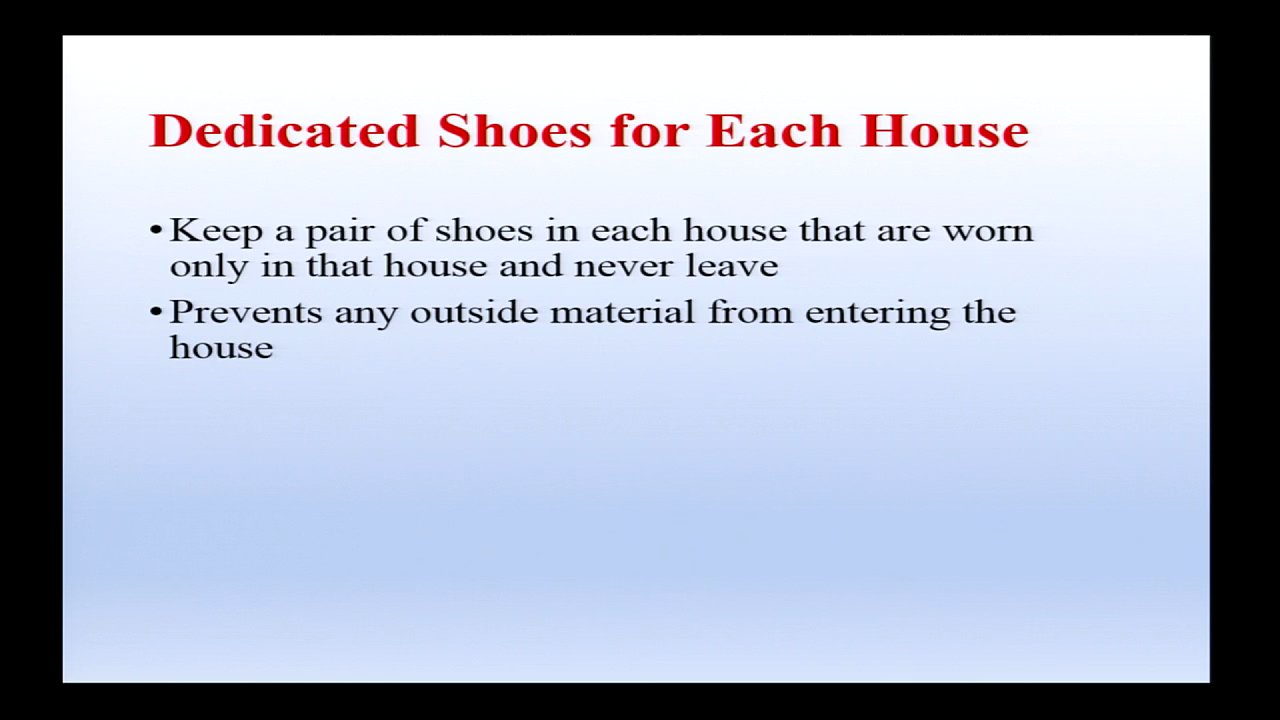 Dedicated Shoes for Each House
•Keep a pair of shoes in each house that are worn
only in that house and never leave
•Prevents any outside material from entering the
house